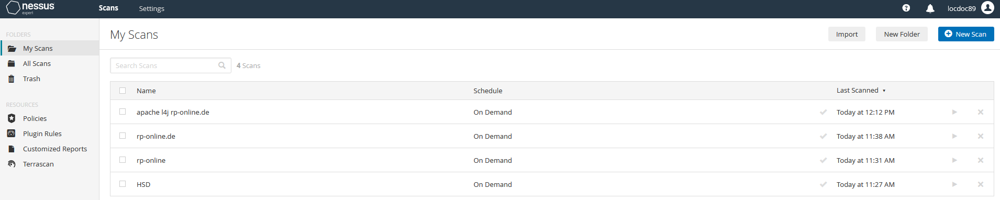 nessus
expert
Scans
Settings
locdoc89
FOLDERS
My Scans
All Scans
Trash
RESOURCES
Policies
Plugin Rules
Customized Reports
Terrascan
My Scans
Import
New Folder
New Scan
Search Scans
4 Scans
Name Schedule Last Scanned
apache l4j rp-online.de On Demand Today at 12:12 PM
rp-online.de On Demand Today at 11:38 AM
rp-online On Demand Today at 11:31 AM
HSD On Demand Today at 11:27 AM